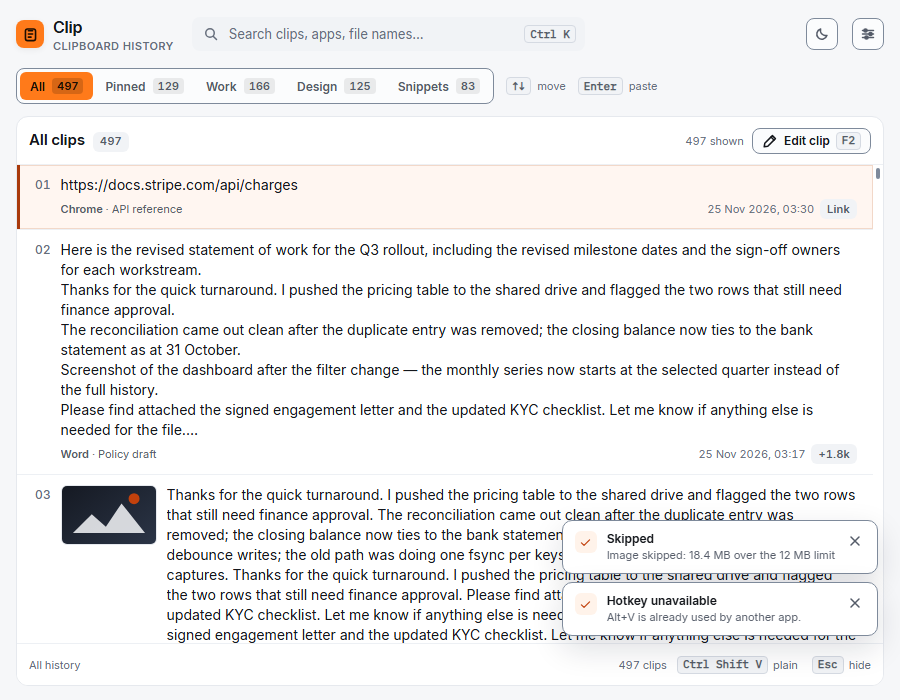 Clip
CLIPBOARD HISTORY
Search clips, apps, file names...
Ctrl K
All 497
Pinned 129
Work 166
Design 125
Snippets 83
↑↓ move
Enter paste
All clips 497
497 shown
Edit clip F2
01
https://docs.stripe.com/api/charges
Chrome · API reference
25 Nov 2026, 03:30 Link
02
Here is the revised statement of work for the Q3 rollout, including the revised milestone dates and the sign-off owners
for each workstream.
Thanks for the quick turnaround. I pushed the pricing table to the shared drive and flagged the two rows that still need
finance approval.
The reconciliation came out clean after the duplicate entry was removed; the closing balance now ties to the bank
statement as at 31 October.
Screenshot of the dashboard after the filter change — the monthly series now starts at the selected quarter instead of
the full history.
Please find attached the signed engagement letter and the updated KYC checklist. Let me know if anything else is
needed for the file....
Word · Policy draft
25 Nov 2026, 03:17 +1.8k
03
Thanks for the quick turnaround. I pushed the pricing table to the shared drive and flagged the two rows
that still need finance approval. The reconciliation came out clean after the duplicate entry was
removed; the closing balance now ties to the bank statement
debounce writes; the old path was doing one fsync per
captures. Thanks for the quick turnaround. I pushed the pricing table to the shared drive and flagged
the two rows that still need finance approval. Please find
updated KYC checklist. Let me know if anything else is
signed engagement letter and the updated KYC checklist. Let me know if anything else is needed for the
Skipped
Image skipped: 18.4 MB over the 12 MB limit
Hotkey unavailable
Alt+V is already used by another app.
All history
497 clips
Ctrl Shift V plain
Esc hide